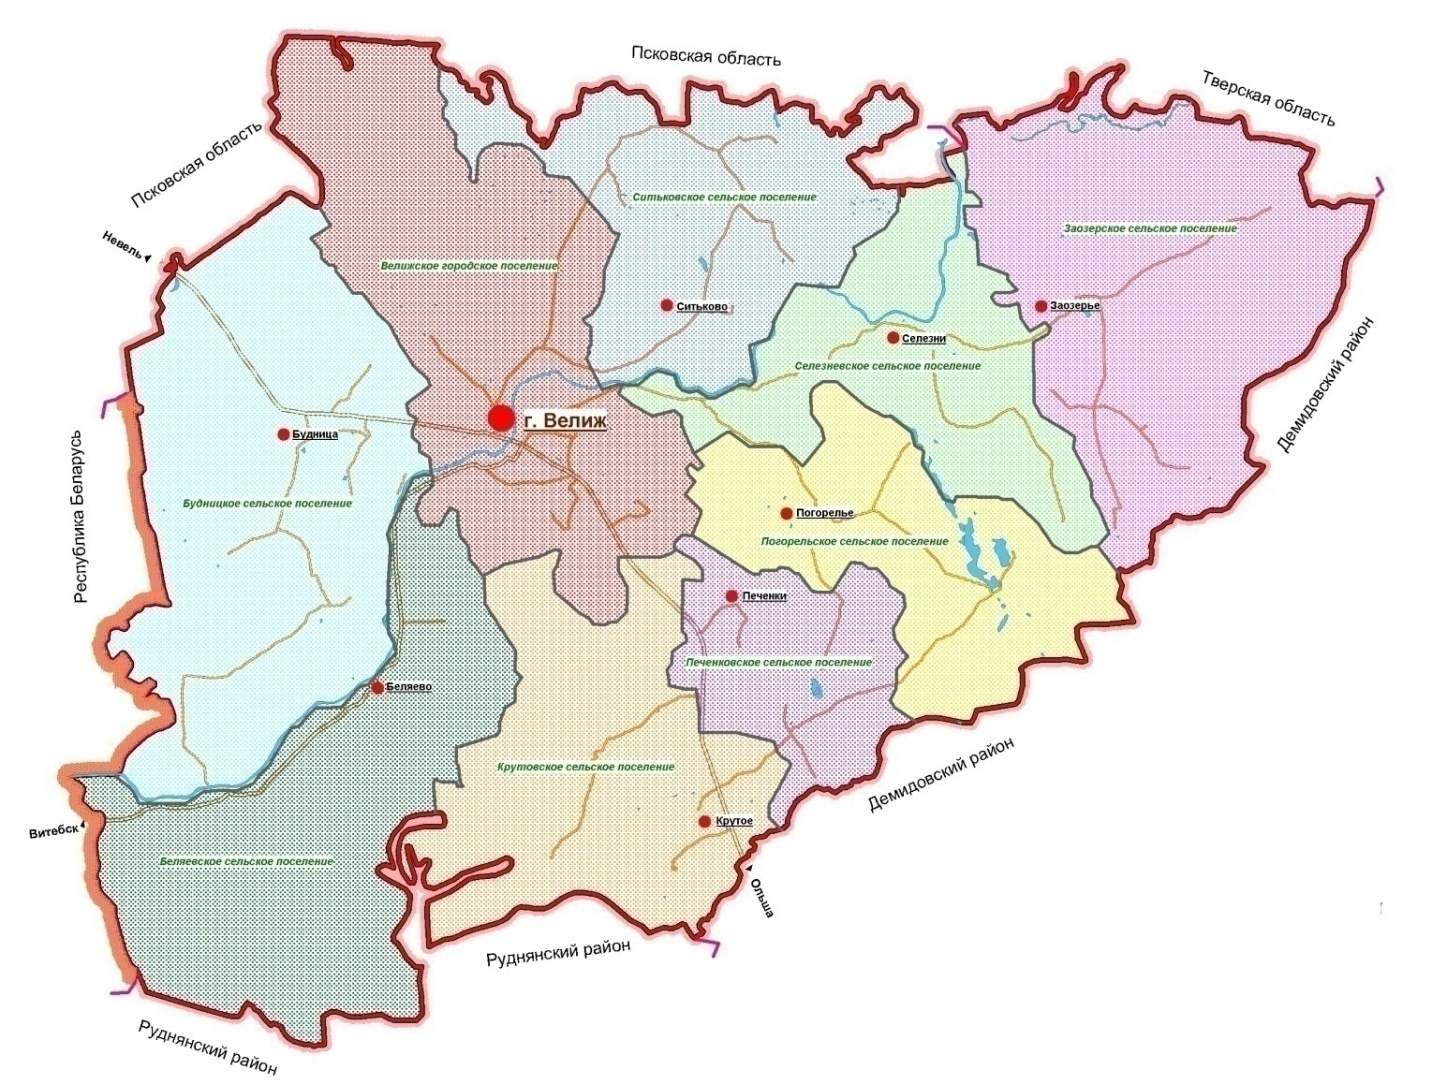 Псковская область
Тверская область
Псковская область
Невель
Ситьковское сельское поселение
Заозерское сельское поселение
Велижское городское поселение
Ситьково
Заозерье
Селезни
Селезневское сельское поселение
Демидовский район
г. Велиж
Будница
Республика Беларусь
Будницкое сельское поселение
Погорелье
Погорельское сельское поселение
Печенки
Печенковское сельское поселение
Беляево
Крутовское сельское поселение
Демидовский район
Крутое
Витебск
Беляевское сельское поселение
Ольша
Руднянский район
Руднянский район